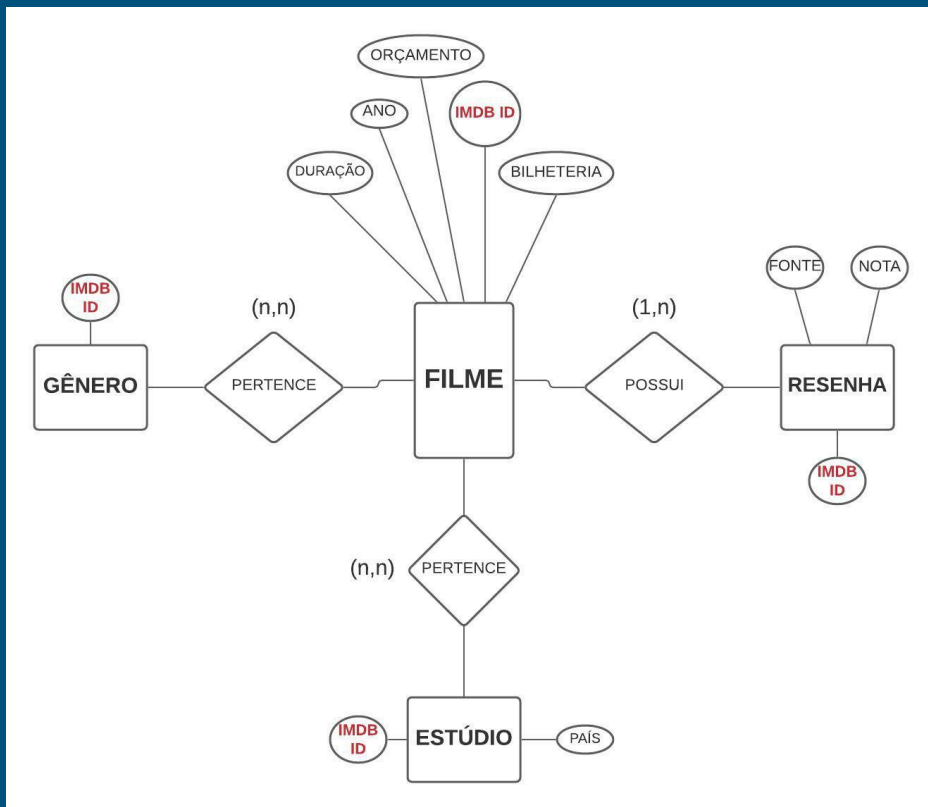 ORÇAMENTO
ANO
IMDB ID
DURAÇÃO
BILHETERIA
IMDB
ID
(n,n)
(1,n)
FONTE
NOTA
GÊNERO
PERTENCE
FILME
POSSUI
RESENHA
IMDB
ID
(n,n)
PERTENCE
IMDB
ID
ESTÚDIO
PAÍS